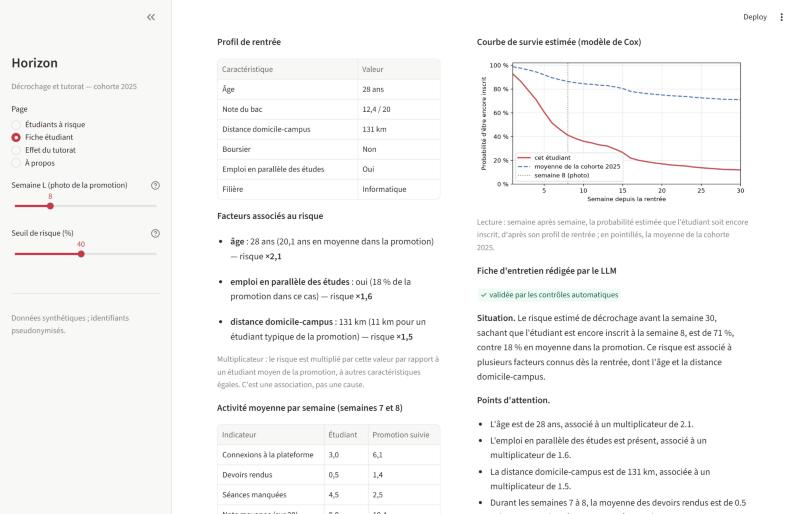 Deploy
Horizon
Décrochage et tutorat — cohorte 2025
Page
Étudiants à risque
Fiche étudiant
Effet du tutorat
À propos
Semaine L (photo de la promotion)
8
Seuil de risque (%)
40
Données synthétiques ; identifiants
pseudonymisés.
Profil de rentrée
Caractéristique Valeur
Âge 28 ans
Note du bac 12,4 / 20
Distance domicile-campus 131 km
Boursier Non
Emploi en parallèle des études Oui
Filière Informatique
Facteurs associés au risque
âge : 28 ans (20,1 ans en moyenne dans la promotion)
— risque ×2,1
emploi en parallèle des études : oui (18 % de la
promotion dans ce cas) — risque ×1,6
distance domicile-campus : 131 km (11 km pour un
étudiant typique de la promotion) — risque ×1,5
Multiplicateur : le risque est multiplié par cette valeur par rapport à
un étudiant moyen de la promotion, à autres caractéristiques
égales. C'est une association, pas une cause.
Activité moyenne par semaine (semaines 7 et 8)
Indicateur Étudiant Promotion suivie
Connexions à la plateforme 3,0 6,1
Devoirs rendus 0,5 1,4
Séances manquées 4,5 2,5
Courbe de survie estimée (modèle de Cox)
Probabilité d'être encore inscrit
100 %
80 %
60 %
40 %
20 %
0 %
cet étudiant
moyenne de la cohorte 2025
semaine 8 (photo)
5 10 15 20 25 30
Semaine depuis la rentrée
Lecture : semaine après semaine, la probabilité estimée que l'étudiant soit encore
inscrit, d'après son profil de rentrée ; en pointillés, la moyenne de la cohorte
2025.
Fiche d'entretien rédigée par le LLM
✓ validée par les contrôles automatiques
Situation. Le risque estimé de décrochage avant la semaine 30,
sachant que l'étudiant est encore inscrit à la semaine 8, est de 71 %,
contre 18 % en moyenne dans la promotion. Ce risque est associé à
plusieurs facteurs connus dès la rentrée, dont l'âge et la distance
domicile-campus.
Points d'attention.
L'âge est de 28 ans, associé à un multiplicateur de 2.1.
L'emploi en parallèle des études est présent, associé à un
multiplicateur de 1.6.
La distance domicile-campus est de 131 km, associée à un
multiplicateur de 1.5.
Durant les semaines 7 à 8, la moyenne des devoirs rendus est de 0.5